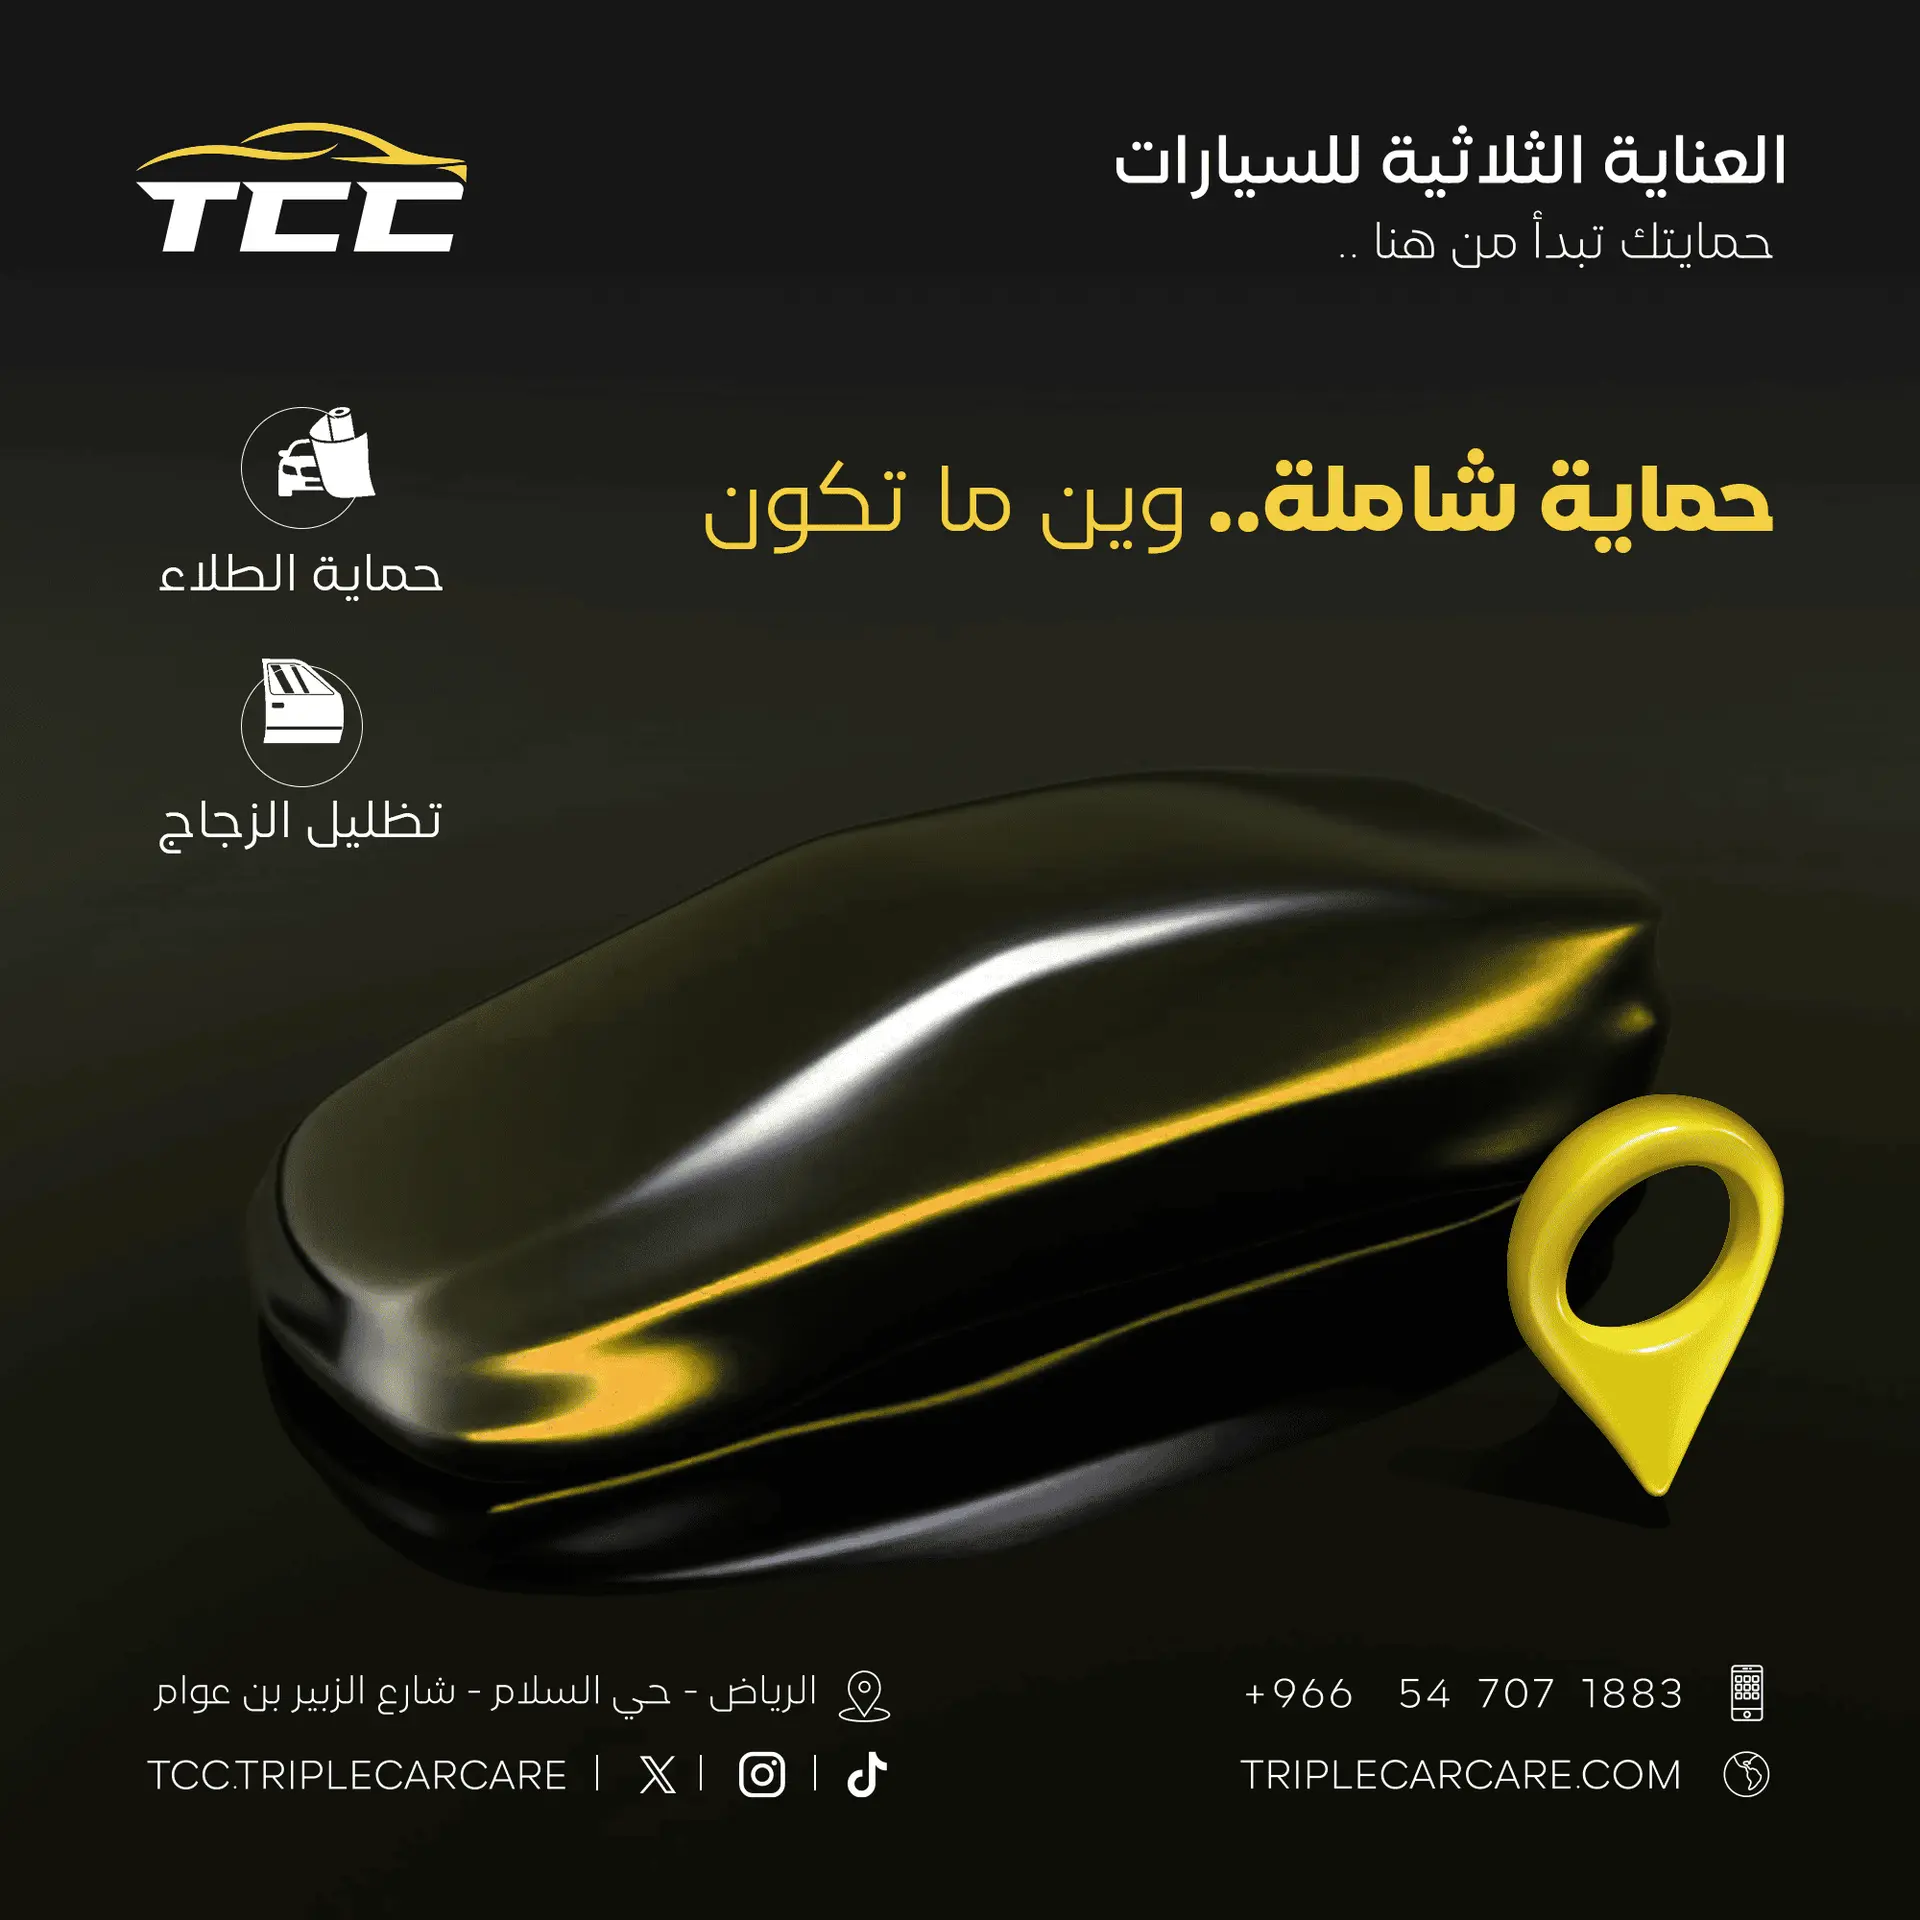 TCC
العناية الثلاثية للسيارات
حمايتك تبدأ من هنا ..
حماية شاملة.. وين ما تكون
حماية الطلاء
تظليل الزجاج
+966 54 707 1883
الرياض - حي السلام - شارع الزبير بن عوام
TRIPLECARCARE.COM
TCC.TRIPLECARCARE